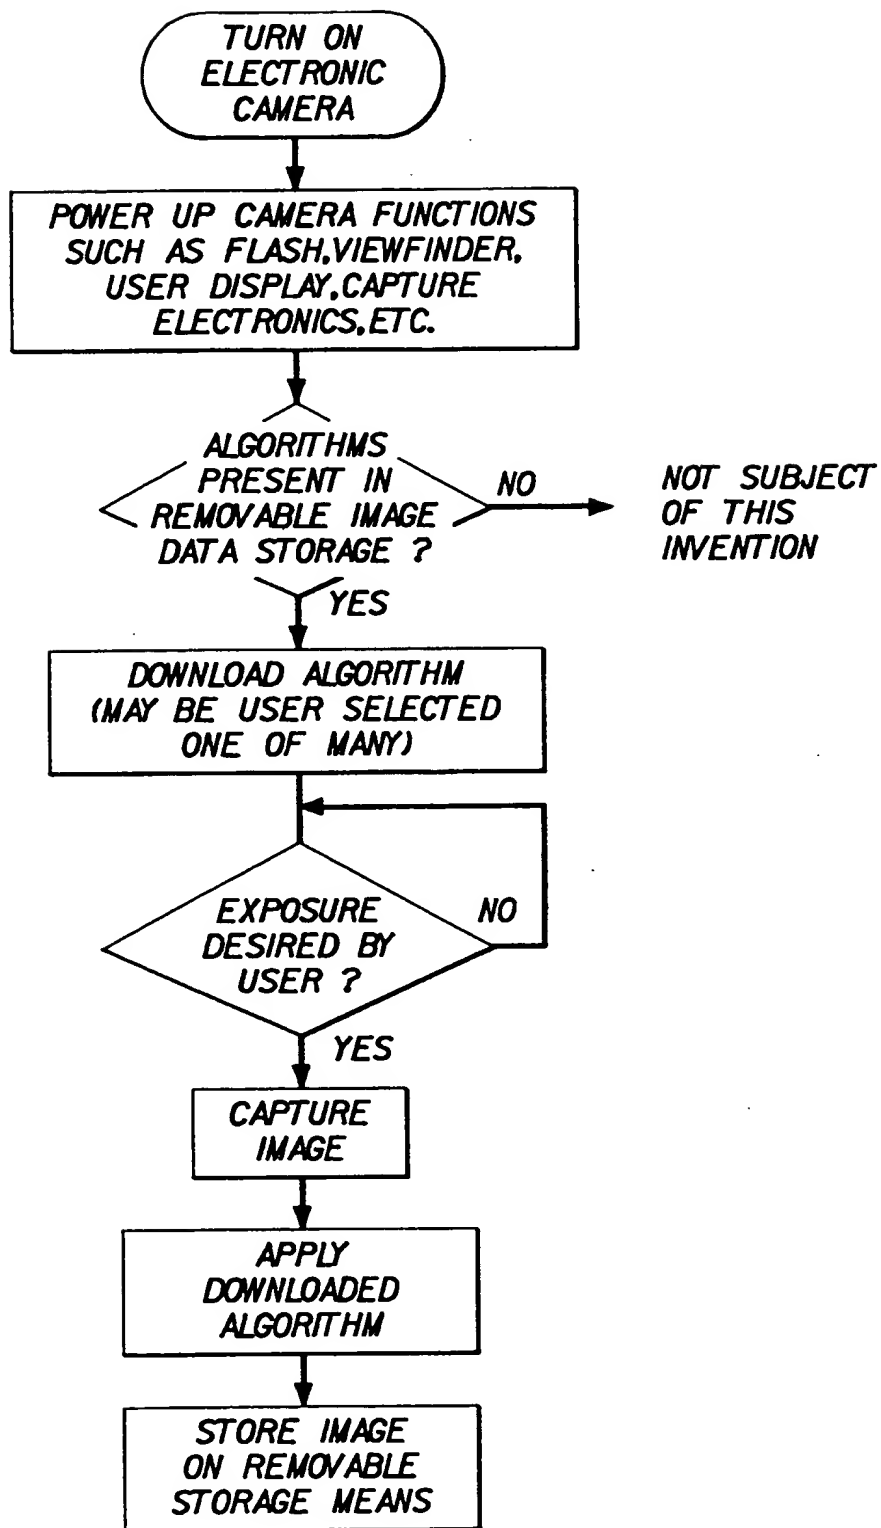 TURN ON
ELECTRONIC
CAMERA
POWER UP CAMERA FUNCTIONS
SUCH AS FLASH,VIEWFINDER,
USER DISPLAY,CAPTURE
ELECTRONICS,ETC.
ALGORITHMS
PRESENT IN
REMOVABLE IMAGE
DATA STORAGE ?
NO
NOT SUBJECT
OF THIS
INVENTION
YES
DOWNLOAD ALGORITHM
(MAY BE USER SELECTED
ONE OF MANY)
EXPOSURE
DESIRED BY
USER ?
NO
YES
CAPTURE
IMAGE
APPLY
DOWNLOADED
ALGORITHM
STORE IMAGE
ON REMOVABLE
STORAGE MEANS